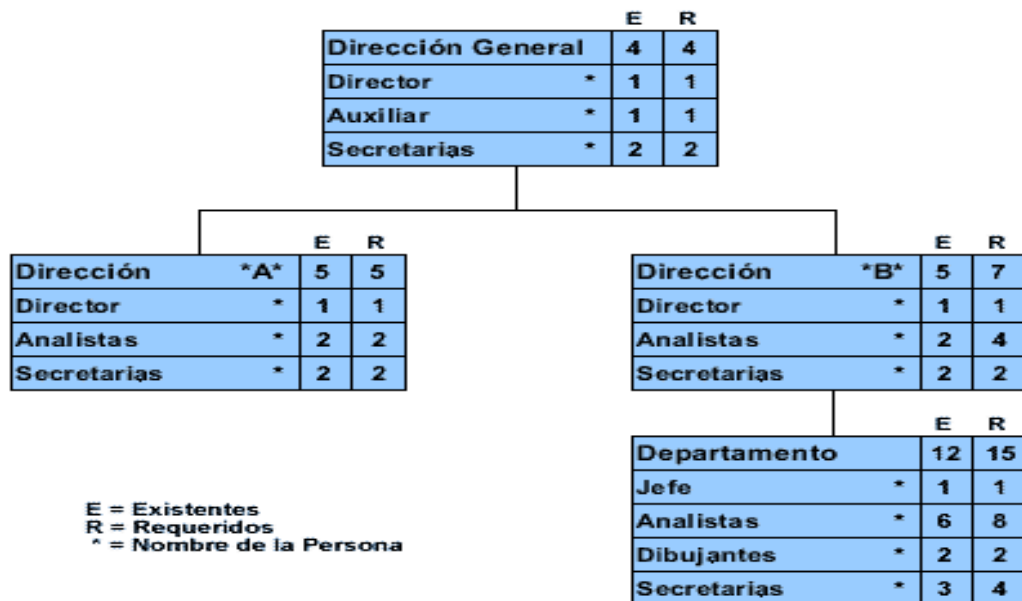 E R
Dirección General 4 4
Director * 1 1
Auxiliar * 1 1
Secretarias * 2 2
E R
Dirección *A* 5 5
Director * 1 1
Analistas * 2 2
Secretarias * 2 2
E R
Dirección *B* 5 7
Director * 1 1
Analistas * 2 4
Secretarias * 2 2
E R
Departamento 12 15
Jefe * 1 1
Analistas * 6 8
Dibujantes * 2 2
Secretarias * 3 4
E = Existentes
R = Requeridos
* = Nombre de la Persona